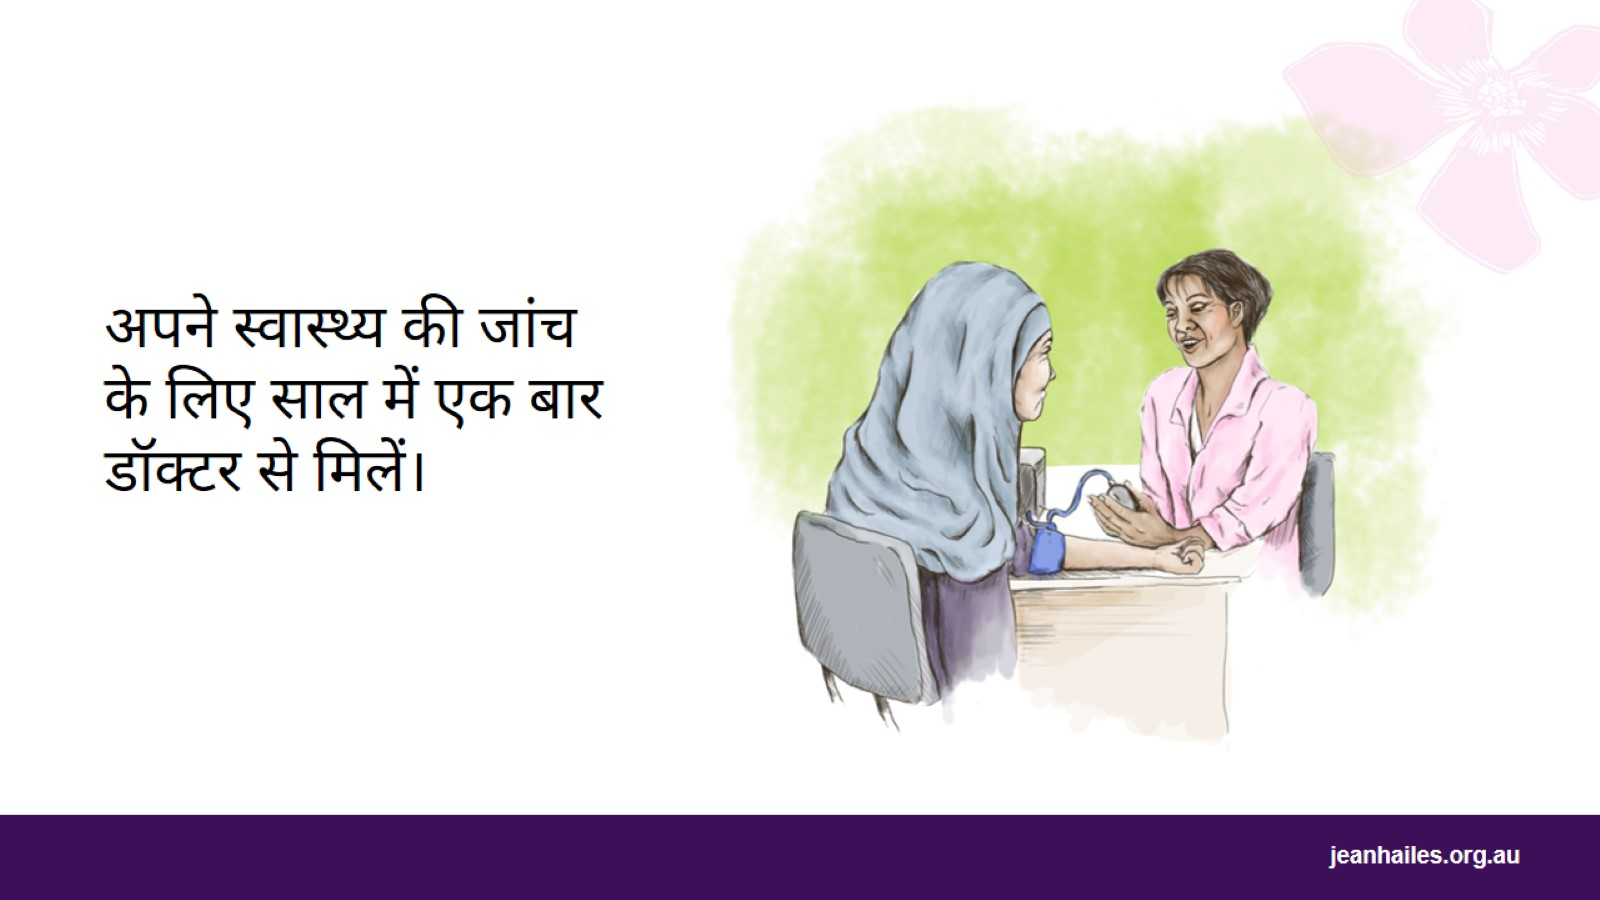 अपने स्वास्थ्य की जांच
के लिए साल में एक बार
डॉक्टर से मिलें।
jeanhailes.org.au